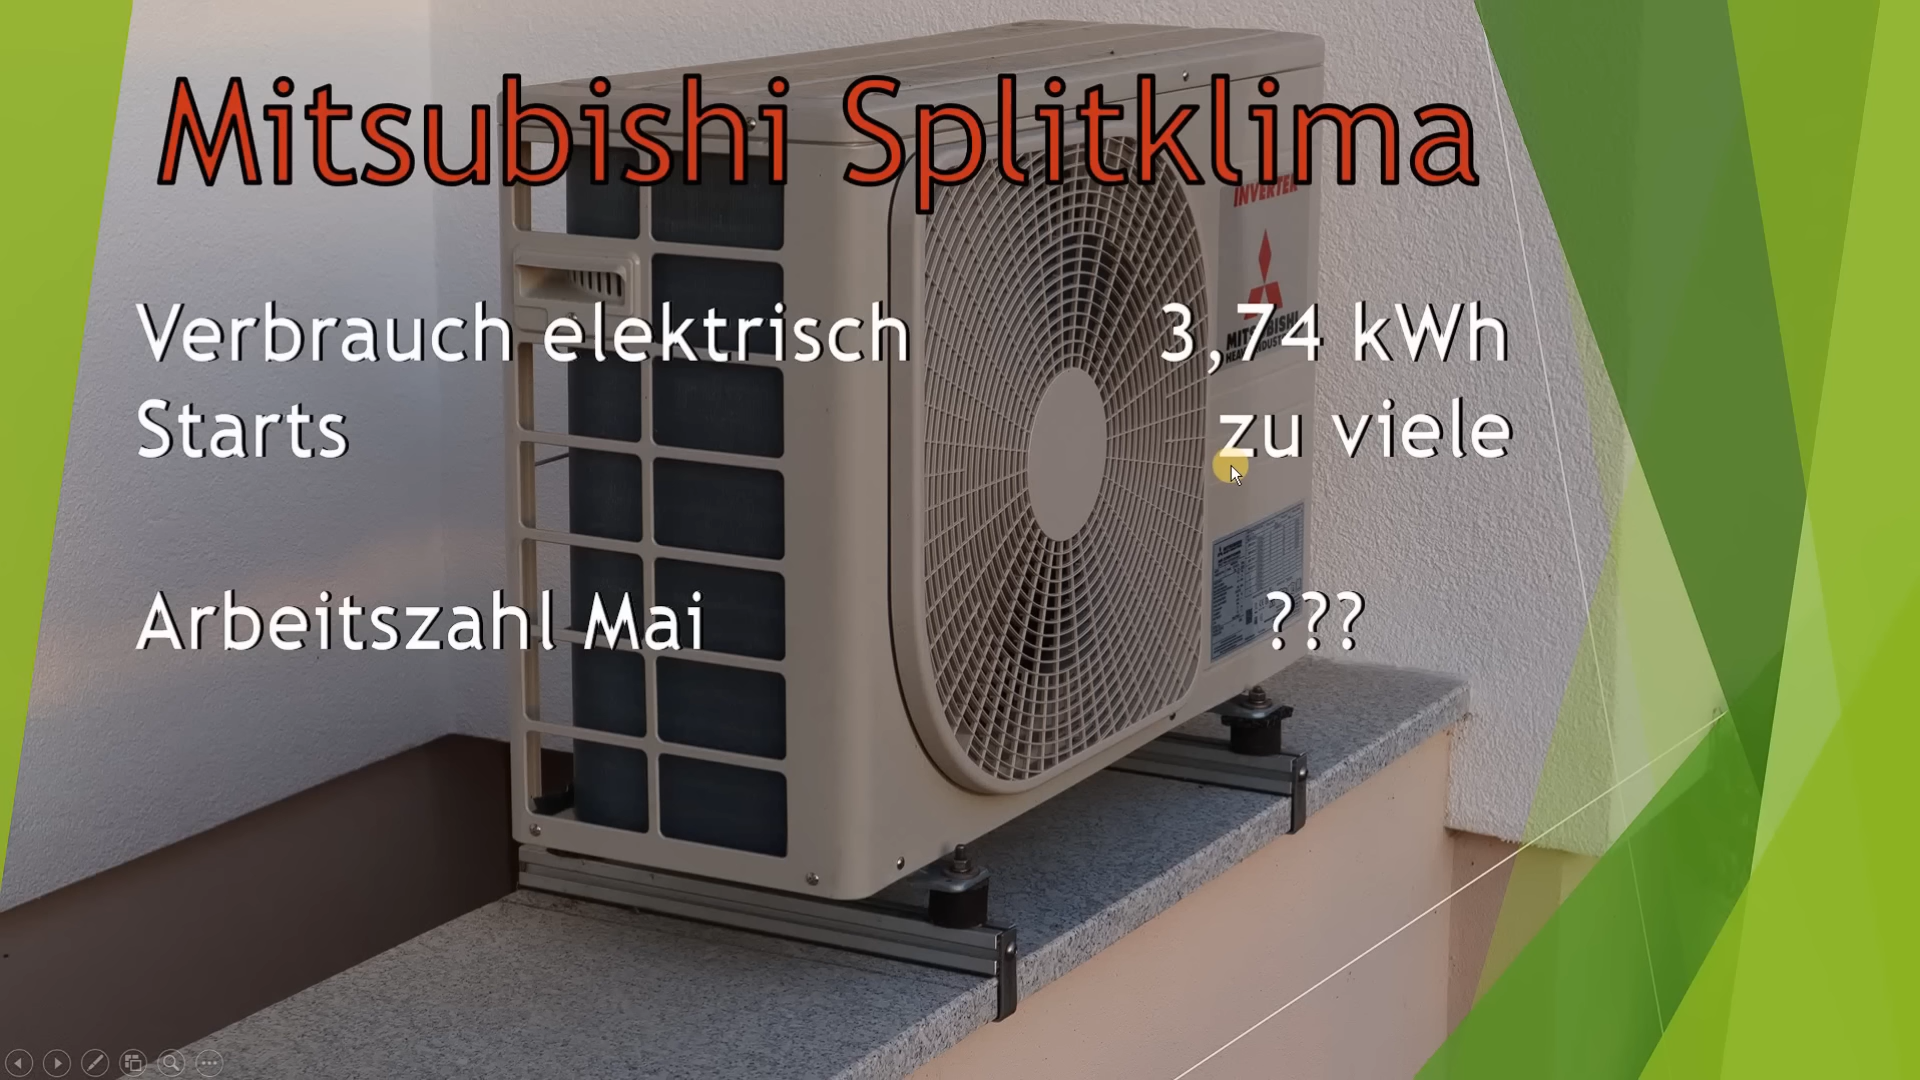 Mitsubishi Splitklima
INVERTER
Verbrauch elektrisch 3,74 kWh
MITSUBISHI
Starts zu viele
Arbeitszahl Mai ???